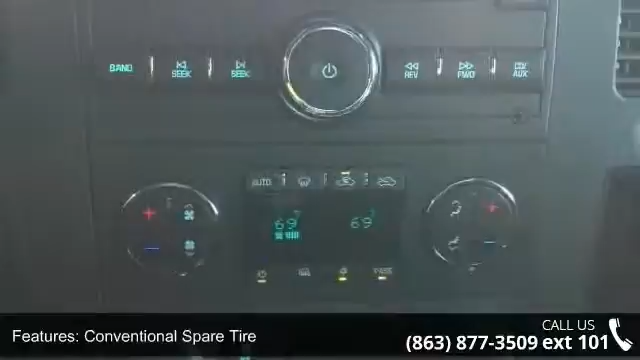 BAND SEEK SEEK REV FWD CD/AUX
AUTO
69° 69°
PASS
Features: Conventional Spare Tire
CALL US
(863) 877-3509 ext 101